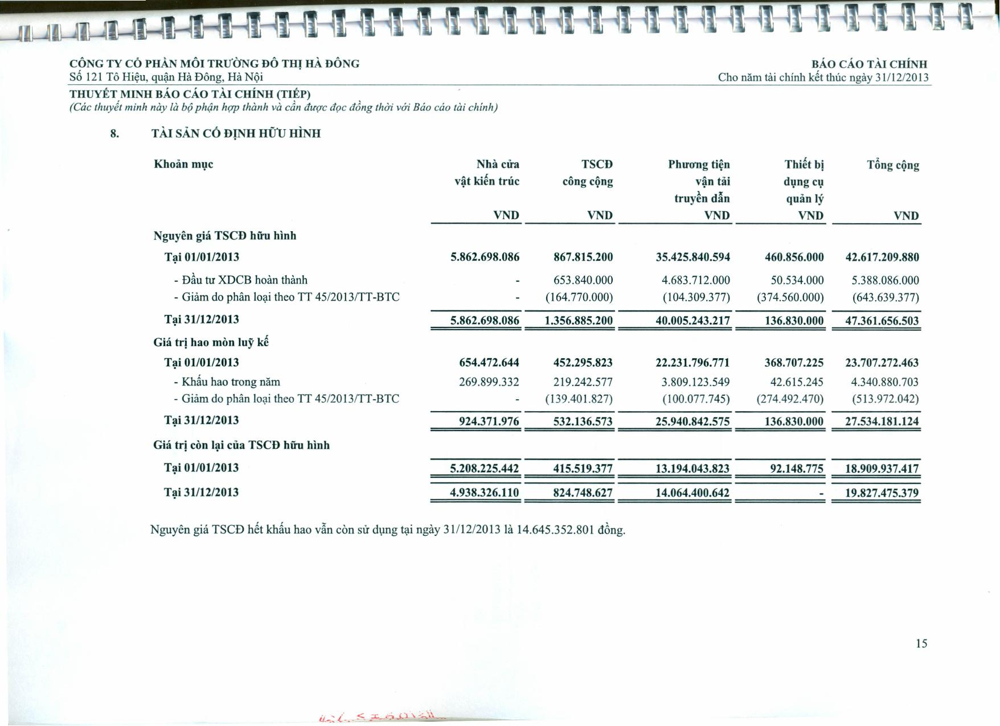 CÔNG TY CỔ PHẦN MÔI TRƯỜNG ĐÔ THỊ HÀ ĐÔNG BÁO CÁO TÀI CHÍNH
Số 121 Tô Hiệu, quận Hà Đông, Hà Nội Cho năm tài chính kết thúc ngày 31/12/2013
THUYẾT MINH BÁO CÁO TÀI CHÍNH (TIẾP)
(Các thuyết minh này là bộ phận hợp thành và cần được đọc đồng thời với Báo cáo tài chính)
8. TÀI SẢN CỐ ĐỊNH HỮU HÌNH
Khoản mục Nhà cửa TSCĐ Phương tiện Thiết bị Tổng cộng
vật kiến trúc công cộng vận tải dụng cụ
truyền dẫn quản lý
VND VND VND VND VND
Nguyên giá TSCĐ hữu hình
Tại 01/01/2013 5.862.698.086 867.815.200 35.425.840.594 460.856.000 42.617.209.880
- Đầu tư XDCB hoàn thành - 653.840.000 4.683.712.000 50.534.000 5.388.086.000
- Giảm do phân loại theo TT 45/2013/TT-BTC - (164.770.000) (104.309.377) (374.560.000) (643.639.377)
Tại 31/12/2013 5.862.698.086 1.356.885.200 40.005.243.217 136.830.000 47.361.656.503
Giá trị hao mòn luỹ kế
Tại 01/01/2013 654.472.644 452.295.823 22.231.796.771 368.707.225 23.707.272.463
- Khấu hao trong năm 269.899.332 219.242.577 3.809.123.549 42.615.245 4.340.880.703
- Giảm do phân loại theo TT 45/2013/TT-BTC - (139.401.827) (100.077.745) (274.492.470) (513.972.042)
Tại 31/12/2013 924.371.976 532.136.573 25.940.842.575 136.830.000 27.534.181.124
Giá trị còn lại của TSCĐ hữu hình
Tại 01/01/2013 5.208.225.442 415.519.377 13.194.043.823 92.148.775 18.909.937.417
Tại 31/12/2013 4.938.326.110 824.748.627 14.064.400.642 - 19.827.475.379
Nguyên giá TSCĐ hết khấu hao vẫn còn sử dụng tại ngày 31/12/2013 là 14.645.352.801 đồng.
15